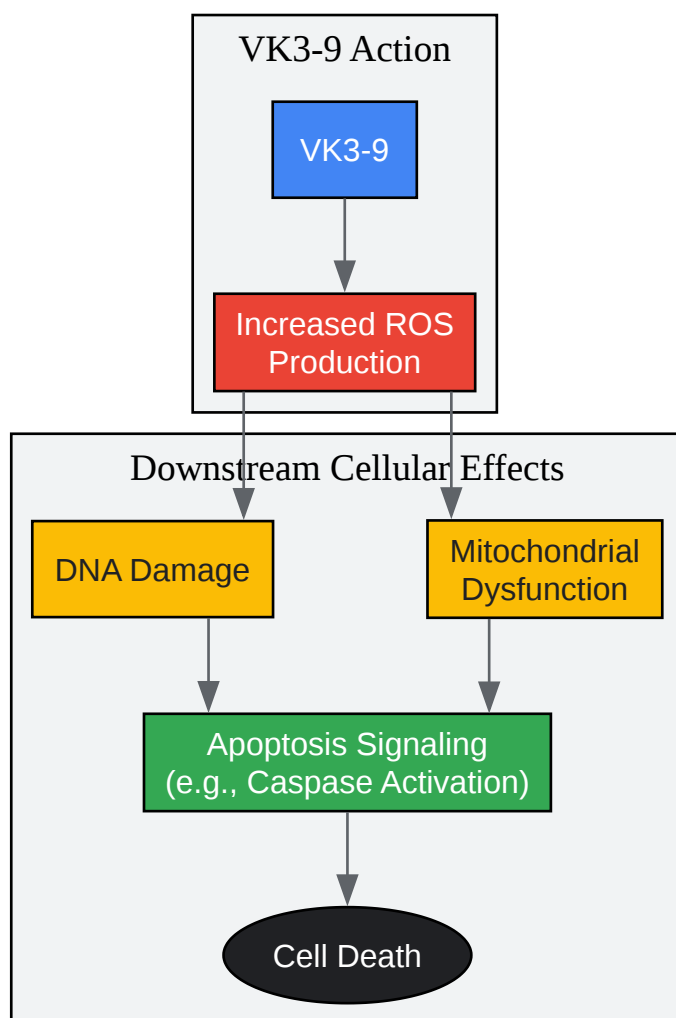 VK3-9 Action
VK3-9
Increased ROS
Production
Downstream Cellular Effects
DNA Damage
Mitochondrial
Dysfunction
Apoptosis Signaling
(e.g., Caspase Activation)
Cell Death